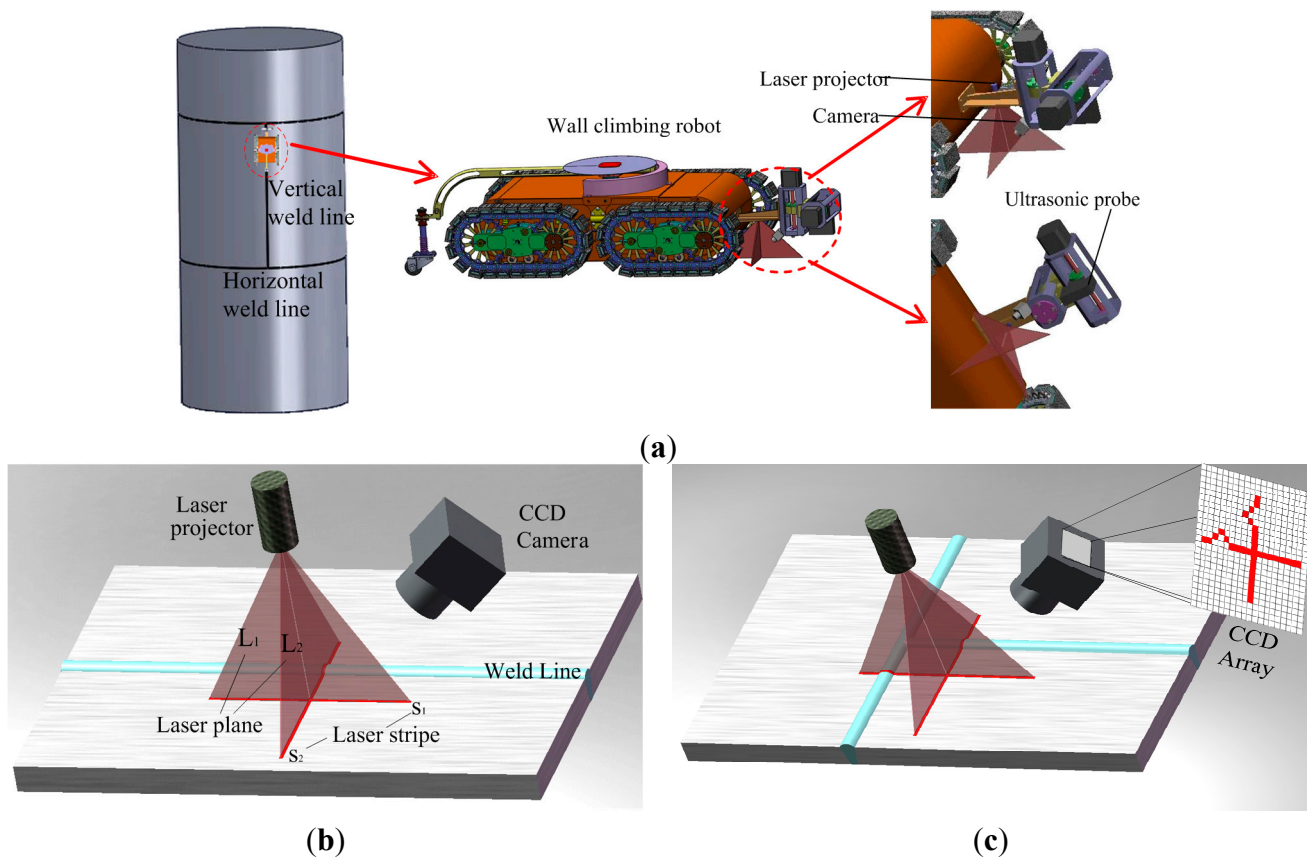 Vertical
weld line
Horizontal
weld line
Wall climbing robot
Laser projector
Camera
Ultrasonic probe
(a)
Laser
projector
CCD
Camera
L1
L2
Weld Line
Laser plane
S1
Laser stripe
S2
(b)
CCD
Array
(c)